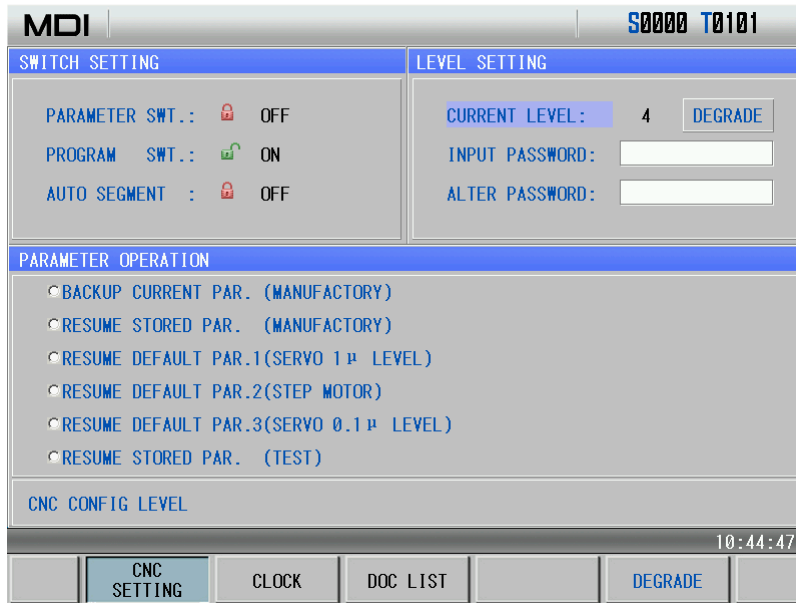 MDI S0000 T0101
SWITCH SETTING
PARAMETER SWT.: OFF
PROGRAM SWT.: ON
AUTO SEGMENT : OFF
LEVEL SETTING
CURRENT LEVEL: 4 DEGRADE
INPUT PASSWORD:
ALTER PASSWORD:
PARAMETER OPERATION
BACKUP CURRENT PAR. (MANUFACTORY)
RESUME STORED PAR. (MANUFACTORY)
RESUME DEFAULT PAR.1(SERVO 1μ LEVEL)
RESUME DEFAULT PAR.2(STEP MOTOR)
RESUME DEFAULT PAR.3(SERVO 0.1μ LEVEL)
RESUME STORED PAR. (TEST)
CNC CONFIG LEVEL
10:44:47
CNC SETTING CLOCK DOC LIST DEGRADE